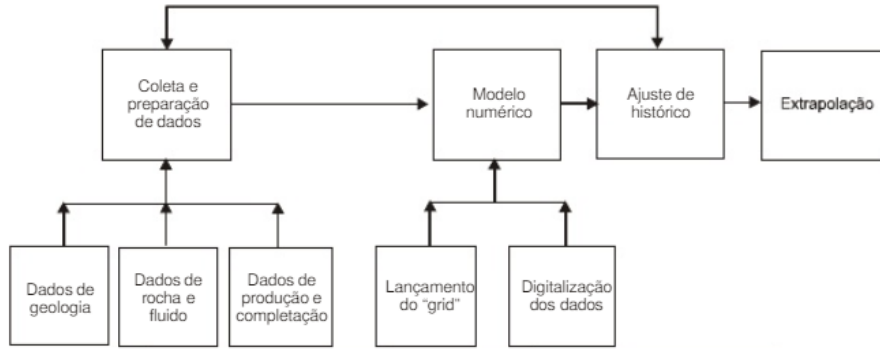 Coleta e
preparação
de dados
Modelo
numérico
Ajuste de
histórico
Extrapolação
Dados de
geologia
Dados de
rocha e
fluido
Dados de
produção e
completação
Lançamento
do “grid”
Digitalização
dos dados